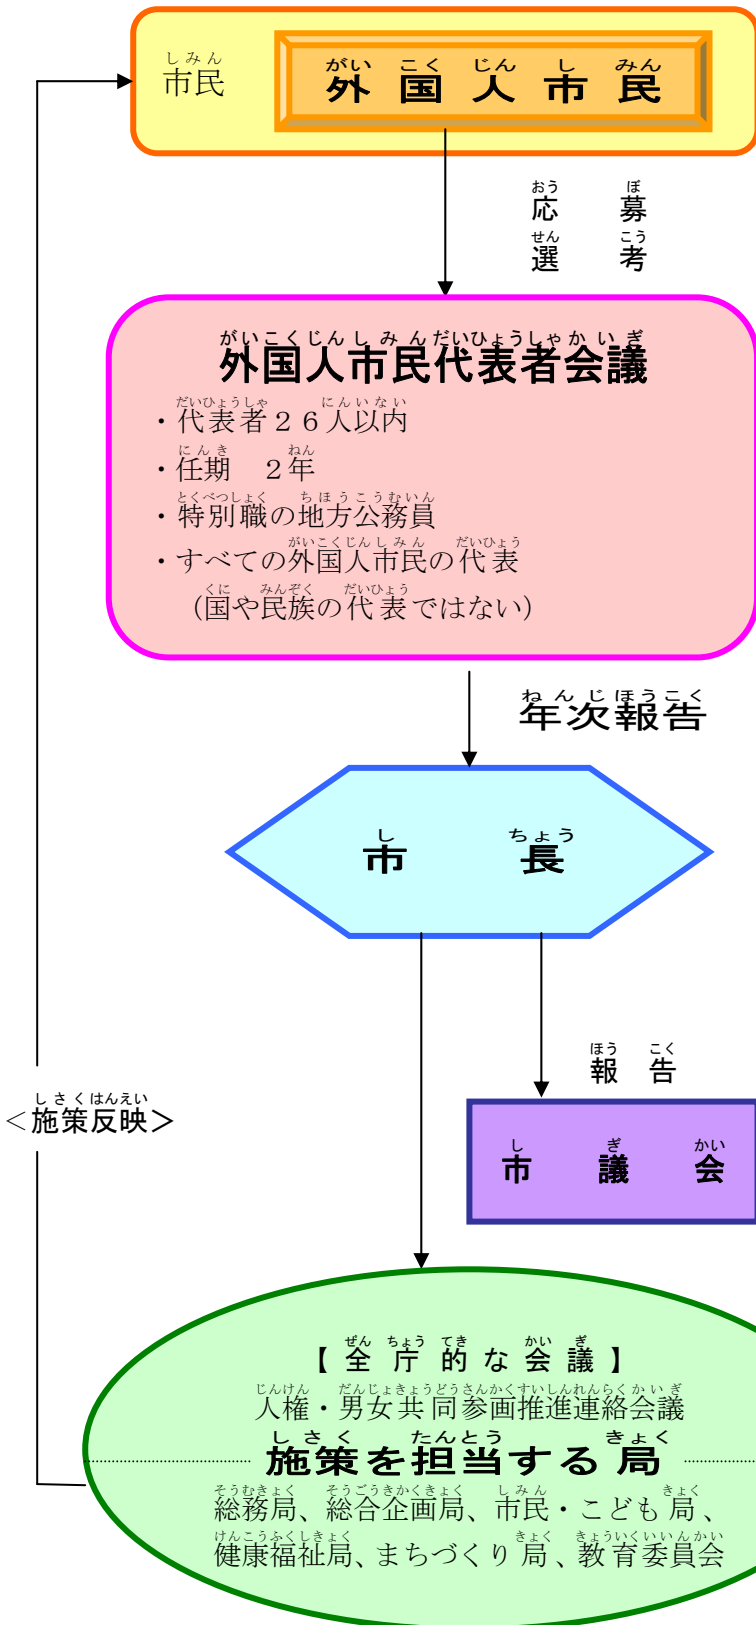 しみん
市民
がい こく じん し みん
外 国 人 市 民
おう ぼ
応 募
せん こう
選 考
がいこくじんしみんだいひょうしゃかいぎ
外国人市民代表者会議
だいひょうしゃ にんいない
・代表者２６人以内
にんき ねん
・任期　２年
とくべつしょく ちほうこうむいん
・特別職の地方公務員
がいこくじんしみん だいひょう
・すべての外国人市民の代表
くに みんぞく だいひょう
（国や民族の代表ではない）
ねんじほうこく
年次報告
し ちょう
市 長
ほう こく
報 告
し ぎ かい
市 議 会
しさくはんえい
＜施策反映＞
ぜん ちょう てき かい ぎ
【 全 庁 的 な 会 議 】
じんけん だんじょきょうどうさんかくすいしんれんらくかいぎ
人権・男女共同参画推進連絡会議
しさく たんとう きょく
施策を担当する局
そうむきょく そうごうきかくきょく しみん きょく
総務局、総合企画局、市民・こども局、
けんこうふくしきょく きょく きょういくいいんかい
健康福祉局、まちづくり局、教育委員会